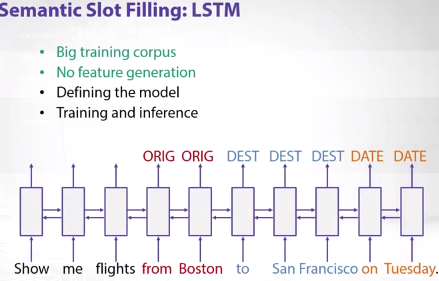 Semantic Slot Filling: LSTM
• Big training corpus
• No feature generation
• Defining the model
• Training and inference
ORIG ORIG DEST DEST DEST DATE DATE
Show me flights from Boston to San Francisco on Tuesday.